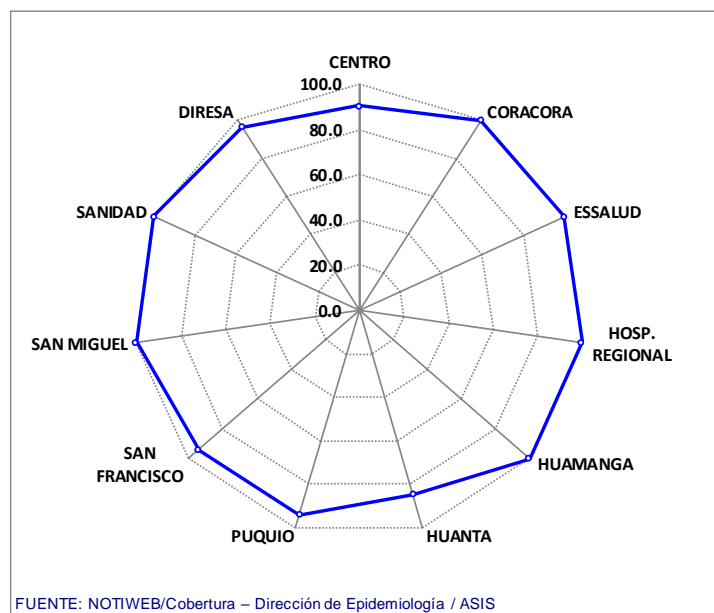 CENTRO
100.0
DIRESA
CORACORA
80.0
60.0
SANIDAD
ESSALUD
40.0
20.0
0.0
SAN MIGUEL
HOSP.
REGIONAL
SAN
FRANCISCO
HUAMANGA
PUQUIO
HUANTA
FUENTE: NOTIWEB/Cobertura – Dirección de Epidemiología / ASIS